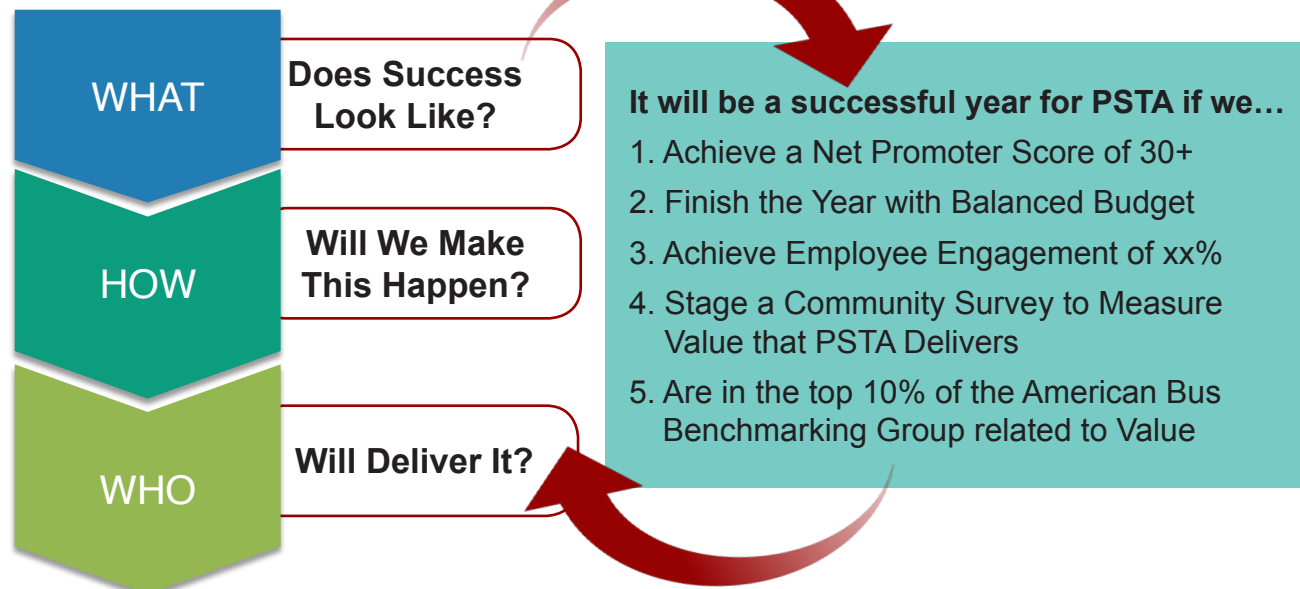 WHAT
Does Success
Look Like?
HOW
Will We Make
This Happen?
WHO
Will Deliver It?
It will be a successful year for PSTA if we…
1. Achieve a Net Promoter Score of 30+
2. Finish the Year with Balanced Budget
3. Achieve Employee Engagement of xx%
4. Stage a Community Survey to Measure
Value that PSTA Delivers
5. Are in the top 10% of the American Bus
Benchmarking Group related to Value